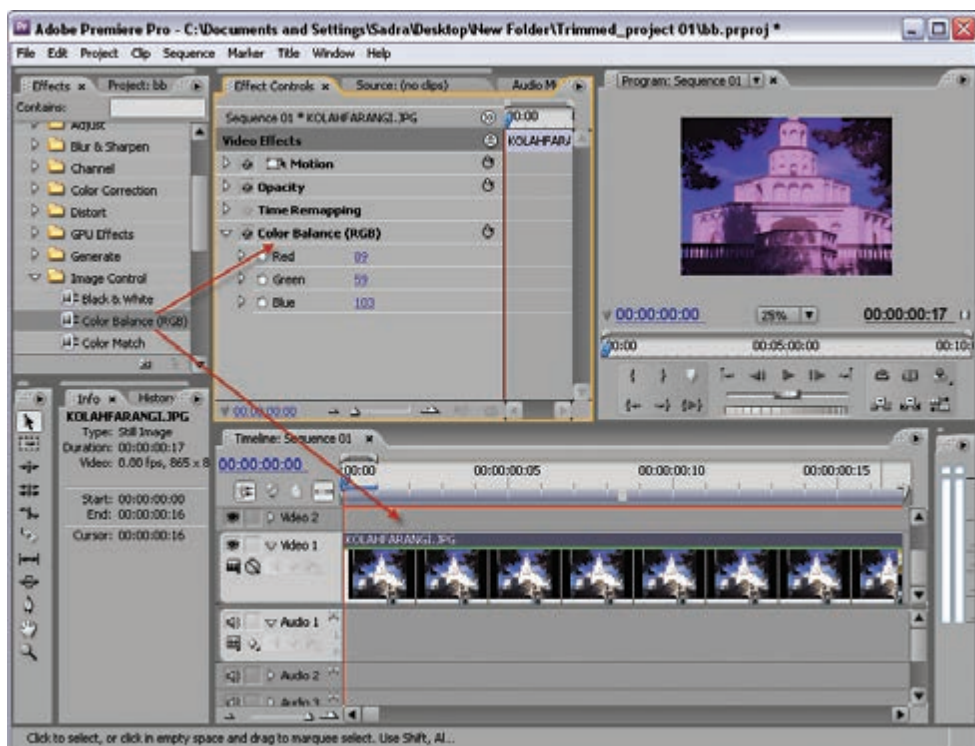 Adobe Premiere Pro - C:\Documents and Settings\Sadra\Desktop\New Folder\Trimmed_project 01\bb.prproj *
File Edit Project Clip Sequence Marker Title Window Help
Effects x Project: bb
Contains:
Adjust
Blur & Sharpen
Channel
Color Correction
Distort
GPU Effects
Generate
Image Control
Black & White
Color Balance (RGB)
Color Match
Effect Controls x Source: (no clips) Audio M
Sequence 01 * KOLAHFARANGI.JPG
00:00
Video Effects
KOLAHFARA
Motion
Opacity
Time Remapping
Color Balance (RGB)
Red 89
Green 59
Blue 103
00:00:00:00
Program: Sequence 01 x
00:00:00:00 25% 00:00:00:17
00:00 00:05:00:00 00:10:
Info x History
KOLAHFARANGI.JPG
Type: Still Image
Duration: 00:00:00:17
Video: 0.00 fps, 865 x 8
Start: 00:00:00:00
End: 00:00:00:16
Cursor: 00:00:00:16
Timeline: Sequence 01 x
00:00:00:00
00:00 00:00:00:05 00:00:00:10 00:00:00:15
Video 2
KOLAHFARANGI.JPG
Video 1
Audio 1
Audio 2
Audio 3
Click to select, or click in empty space and drag to marquee select. Use Shift, Al...